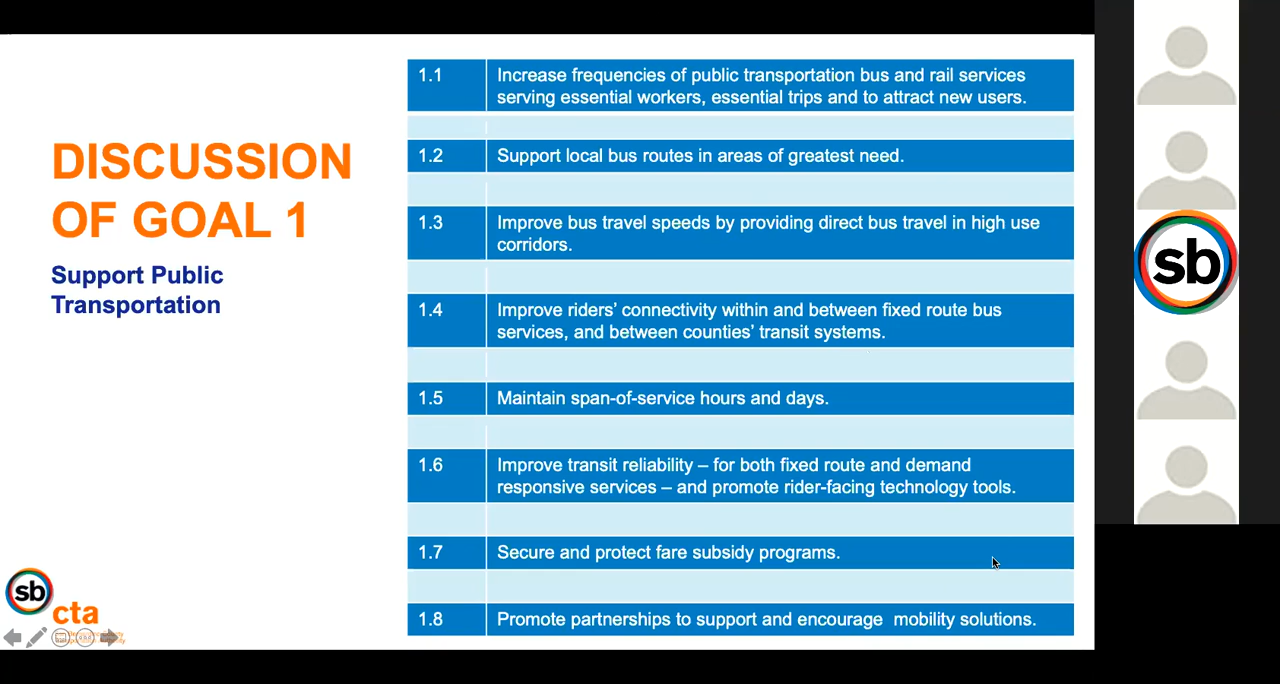 DISCUSSION
OF GOAL 1
Support Public
Transportation
1.1 Increase frequencies of public transportation bus and rail services
serving essential workers, essential trips and to attract new users.
1.2 Support local bus routes in areas of greatest need.
1.3 Improve bus travel speeds by providing direct bus travel in high use
corridors.
1.4 Improve riders’ connectivity within and between fixed route bus
services, and between counties’ transit systems.
1.5 Maintain span-of-service hours and days.
1.6 Improve transit reliability – for both fixed route and demand
responsive services – and promote rider-facing technology tools.
1.7 Secure and protect fare subsidy programs.
1.8 Promote partnerships to support and encourage  mobility solutions.
sb
cta
sb